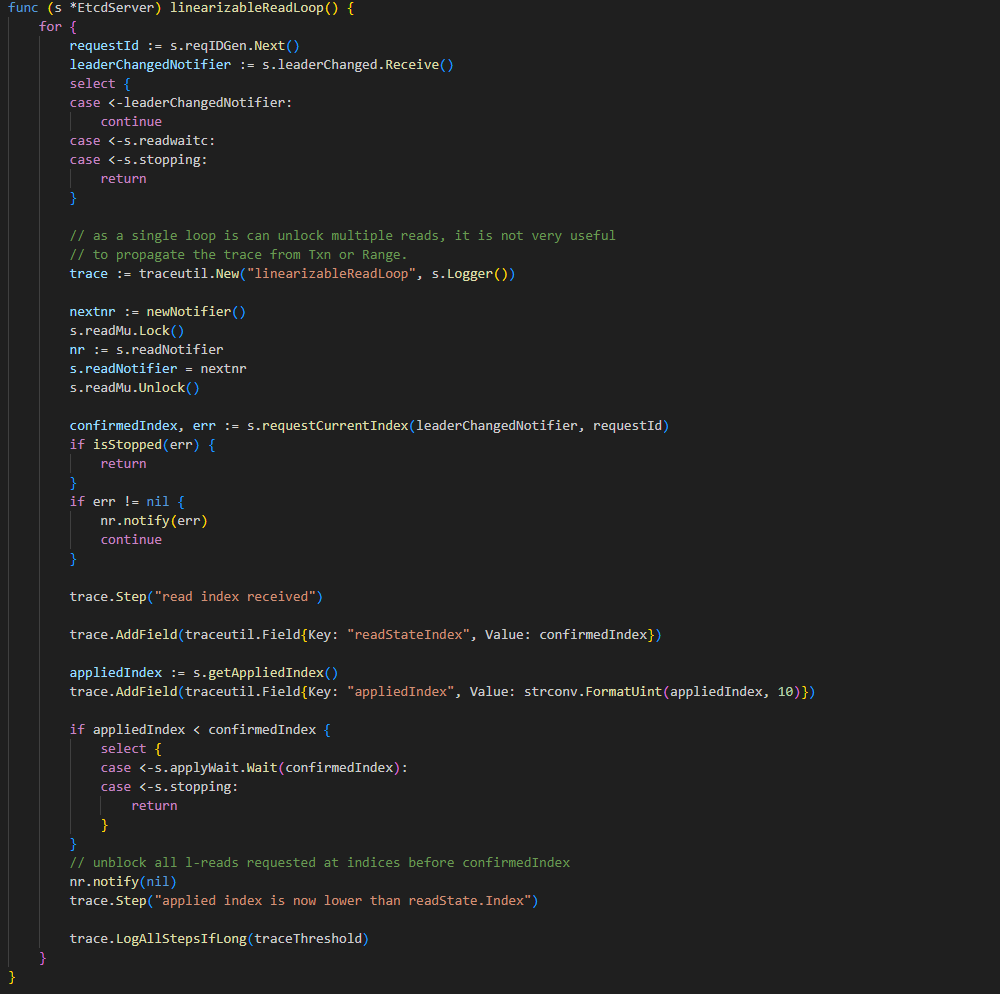 func (s *EtcdServer) linearizableReadLoop() {
    for {
        requestId := s.reqIDGen.Next()
        leaderChangedNotifier := s.leaderChanged.Receive()
        select {
        case <-leaderChangedNotifier:
            continue
        case <-s.readwaitc:
        case <-s.stopping:
            return
        }

        // as a single loop is can unlock multiple reads, it is not very useful
        // to propagate the trace from Txn or Range.
        trace := traceutil.New("linearizableReadLoop", s.Logger())

        nextnr := newNotifier()
        s.readMu.Lock()
        nr := s.readNotifier
        s.readNotifier = nextnr
        s.readMu.Unlock()

        confirmedIndex, err := s.requestCurrentIndex(leaderChangedNotifier, requestId)
        if isStopped(err) {
            return
        }
        if err != nil {
            nr.notify(err)
            continue
        }

        trace.Step("read index received")

        trace.AddField(traceutil.Field{Key: "readStateIndex", Value: confirmedIndex})

        appliedIndex := s.getAppliedIndex()
        trace.AddField(traceutil.Field{Key: "appliedIndex", Value: strconv.FormatUint(appliedIndex, 10)})

        if appliedIndex < confirmedIndex {
            select {
            case <-s.applyWait.Wait(confirmedIndex):
            case <-s.stopping:
                return
            }
        }
        // unblock all l-reads requested at indices before confirmedIndex
        nr.notify(nil)
        trace.Step("applied index is now lower than readState.Index")

        trace.LogAllStepsIfLong(traceThreshold)
    }
}